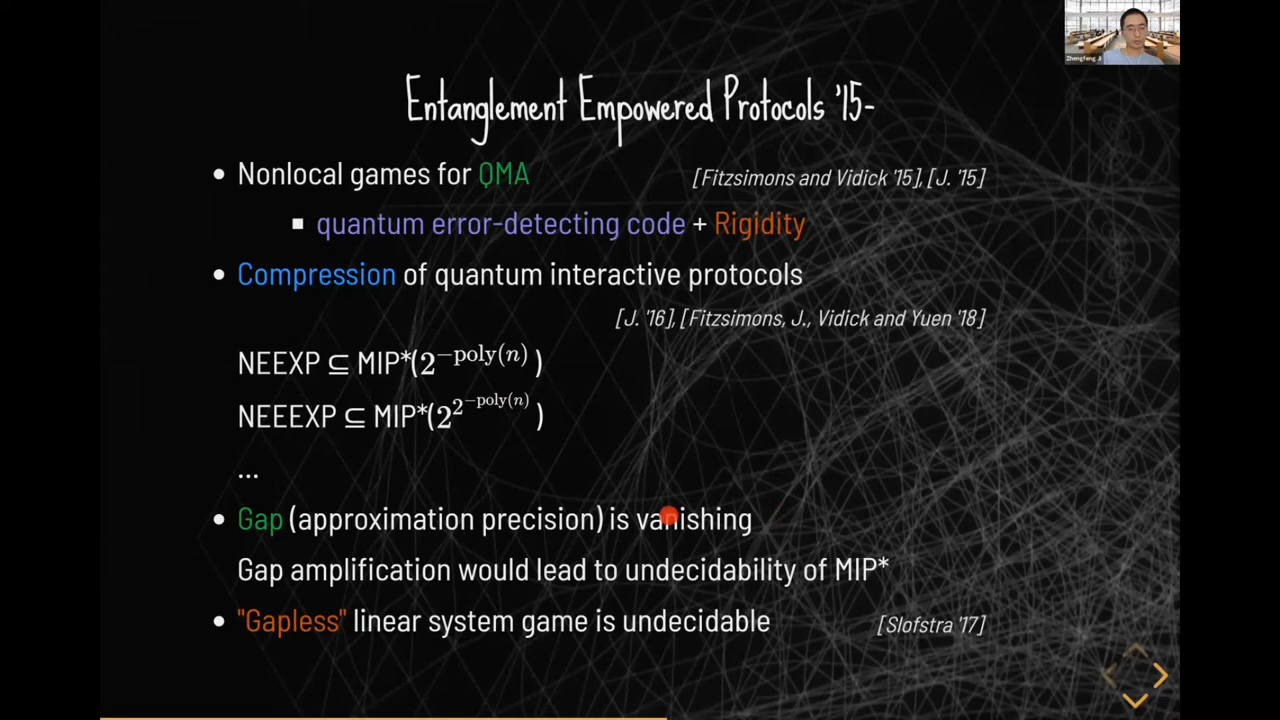 Zhengfeng Ji
Entanglement Empowered Protocols '15-
• Nonlocal games for QMA [Fitzsimons and Vidick '15], [J. '15]
▪ quantum error-detecting code + Rigidity
• Compression of quantum interactive protocols
[J. '16], [Fitzsimons, J., Vidick and Yuen '18]
NEEXP ⊆ MIP*(2^{-poly(n)})
NEEEXP ⊆ MIP*(2^{2^{-poly(n)}})
...
• Gap (approximation precision) is vanishing
Gap amplification would lead to undecidability of MIP*
• "Gapless" linear system game is undecidable [Slofstra '17]